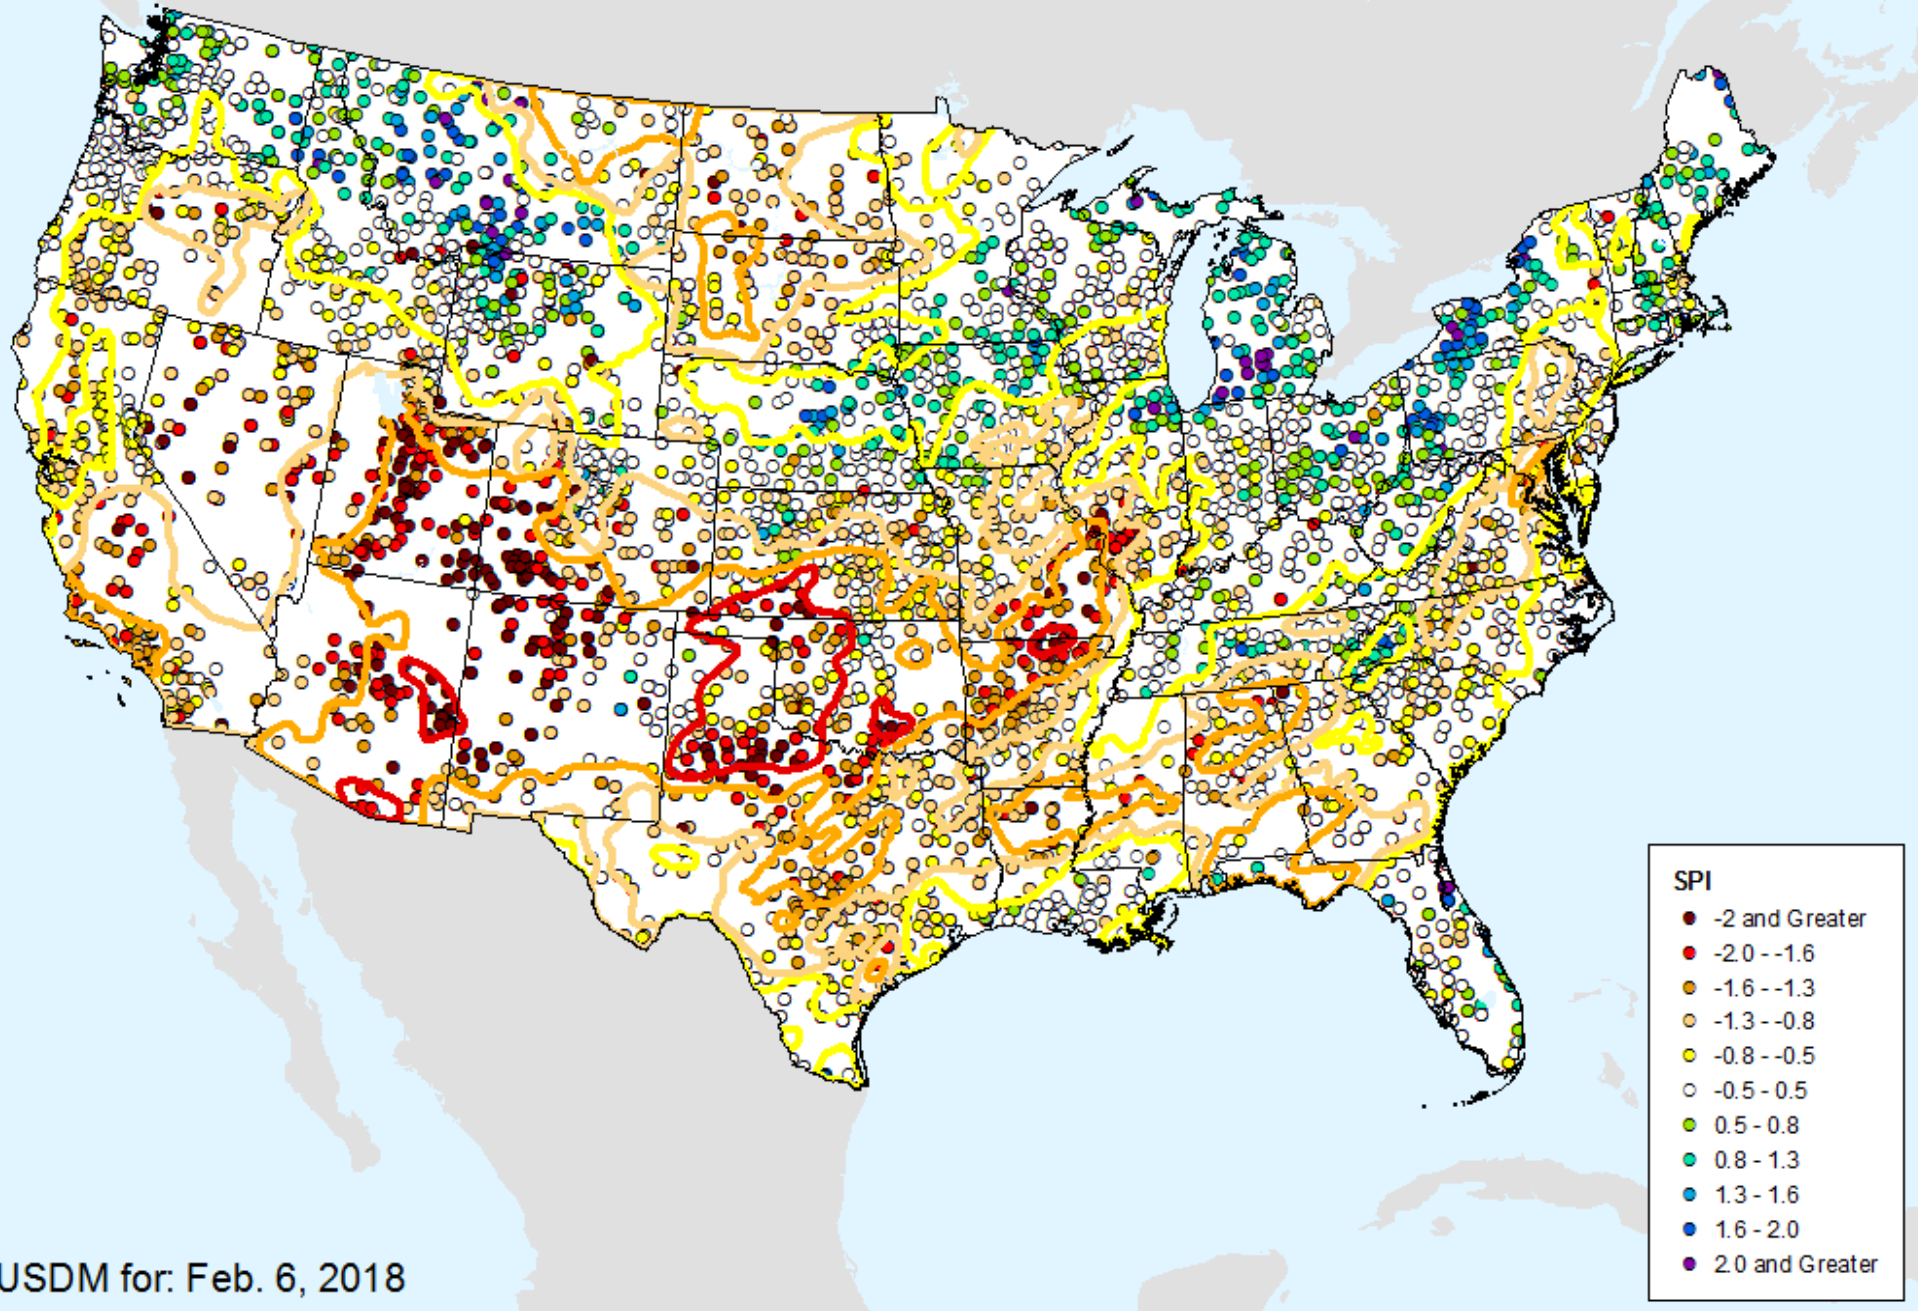 SPI
-2 and Greater
-2.0 - -1.6
-1.6 - -1.3
-1.3 - -0.8
-0.8 - -0.5
-0.5 - 0.5
0.5 - 0.8
0.8 - 1.3
1.3 - 1.6
1.6 - 2.0
2.0 and Greater
USDM for: Feb. 6, 2018